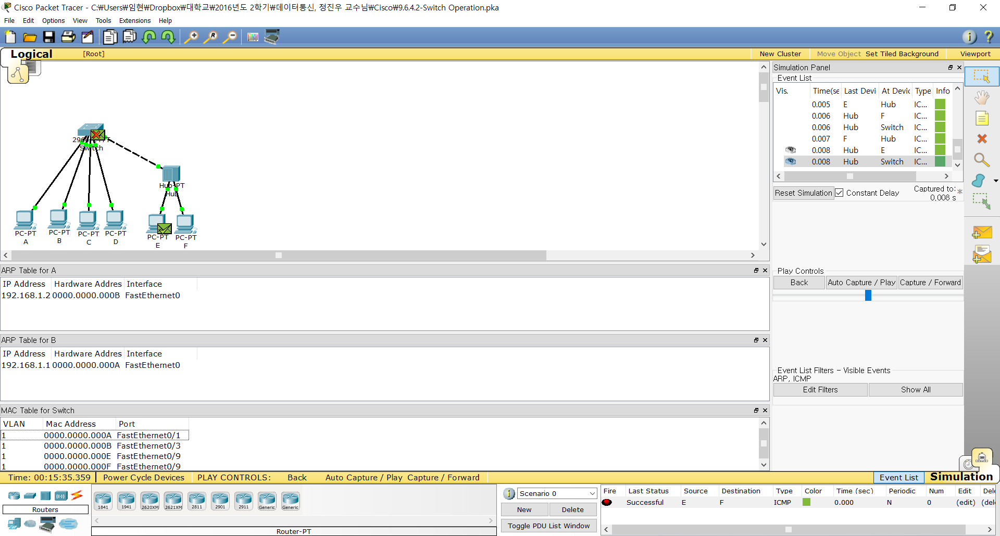 Cisco Packet Tracer - C:₩Users₩임현₩Dropbox₩대학교₩2016년도 2학기₩데이터통신, 정진우 교수님₩Cisco₩9.6.4.2-Switch Operation.pka
File Edit Options View Tools Extensions Help
Logical [Root] New Cluster Move Object Set Tiled Background Viewport
Simulation Panel
Event List
Vis. Time(se Last Devi At Devic Type Info
0.005 E Hub IC...
0.006 Hub F IC...
0.006 Hub Switch IC...
0.007 F Hub IC...
0.008 Hub E IC...
0.008 Hub Switch IC...
Reset Simulation Constant Delay Captured to:
0.008 s
Switch
Hub-PT
Hub
PC-PT PC-PT PC-PT PC-PT PC-PT PC-PT
A B C D E F
Play Controls
Back Auto Capture / Play Capture / Forward
Event List Filters - Visible Events
ARP, ICMP
Edit Filters Show All
ARP Table for A
IP Address Hardware Addres Interface
192.168.1.2 0000.0000.000B FastEthernet0
ARP Table for B
IP Address Hardware Addres Interface
192.168.1.1 0000.0000.000A FastEthernet0
MAC Table for Switch
VLAN Mac Address Port
1 0000.0000.000A FastEthernet0/1
1 0000.0000.000B FastEthernet0/3
1 0000.0000.000E FastEthernet0/9
1 0000.0000.000F FastEthernet0/9
Time: 00:15:35.359 Power Cycle Devices PLAY CONTROLS: Back Auto Capture / Play Capture / Forward Event List Simulation
Routers
1841 1941 2620XM 2621XM 2811 2901 2911 Generic Generic
Router-PT
Scenario 0
New Delete
Toggle PDU List Window
Fire Last Status Source Destination Type Color Time (sec) Periodic Num Edit Dele
Successful E F ICMP 0.000 N 0 (edit) (dele